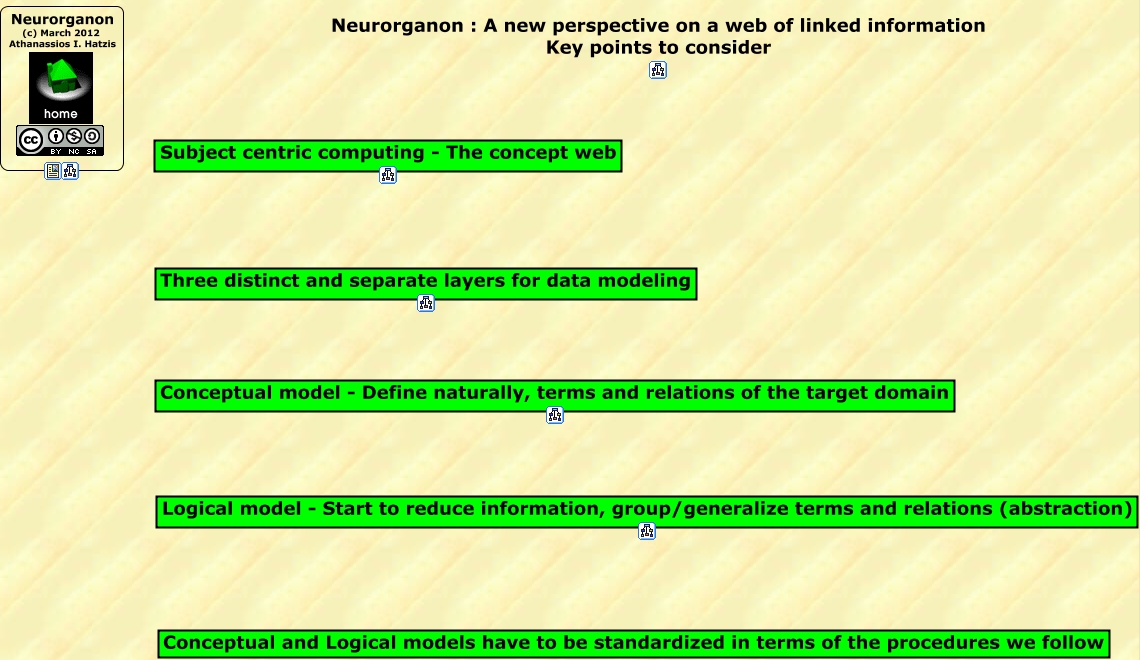 Neurorganon
(c) March 2012
Athanassios I. Hatzis
home
cc
BY NC SA
Neurorganon : A new perspective on a web of linked information
Key points to consider
Subject centric computing - The concept web
Three distinct and separate layers for data modeling
Conceptual model - Define naturally, terms and relations of the target domain
Logical model - Start to reduce information, group/generalize terms and relations (abstraction)
Conceptual and Logical models have to be standardized in terms of the procedures we follow